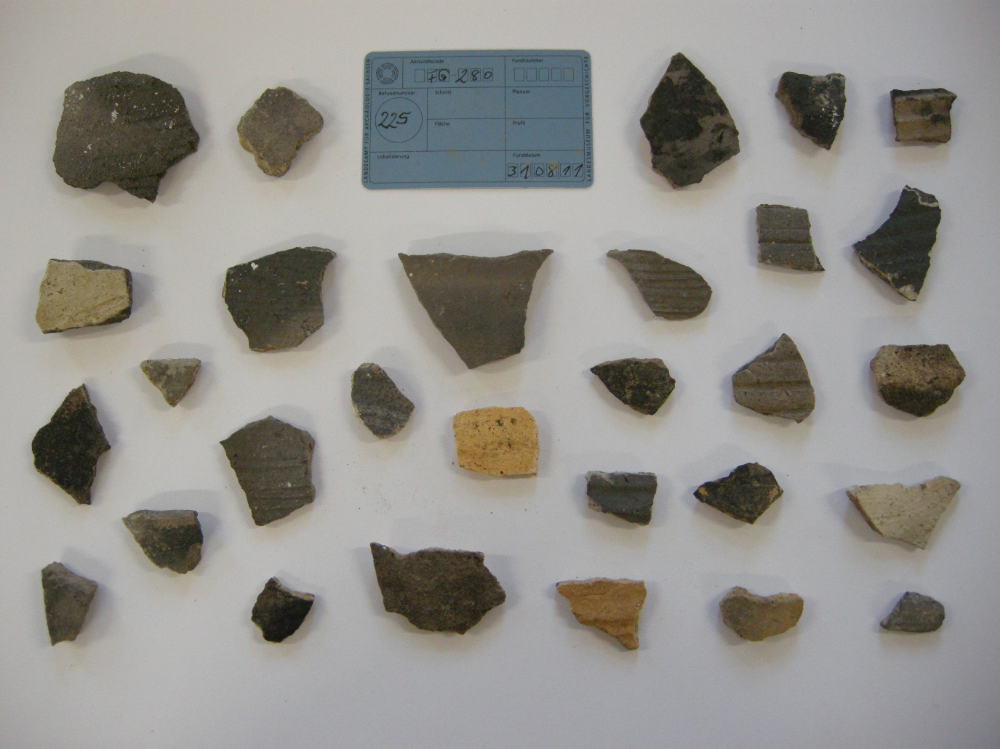 LANDESAMT FÜR ARCHÄOLOGIE SACHSEN
Aktivitätscode
FG-280
Fundnummer
Befundnummer
225
Schnitt
Planum
Fläche
Profil
Lokalisierung
Funddatum
310811
LANDESMUSEUM FÜR VORGESCHICHTE